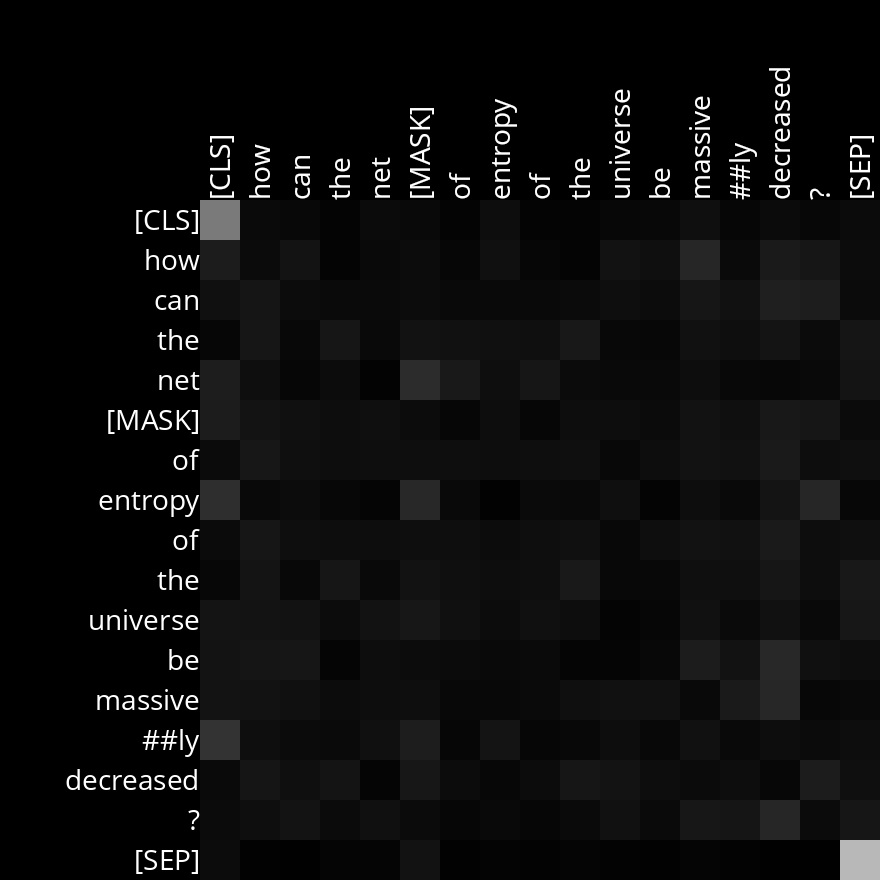 [CLS] how can the net [MASK] of entropy of the universe be massive ##ly decreased ? [SEP]
[CLS]
how
can
the
net
[MASK]
of
entropy
of
the
universe
be
massive
##ly
decreased
?
[SEP]